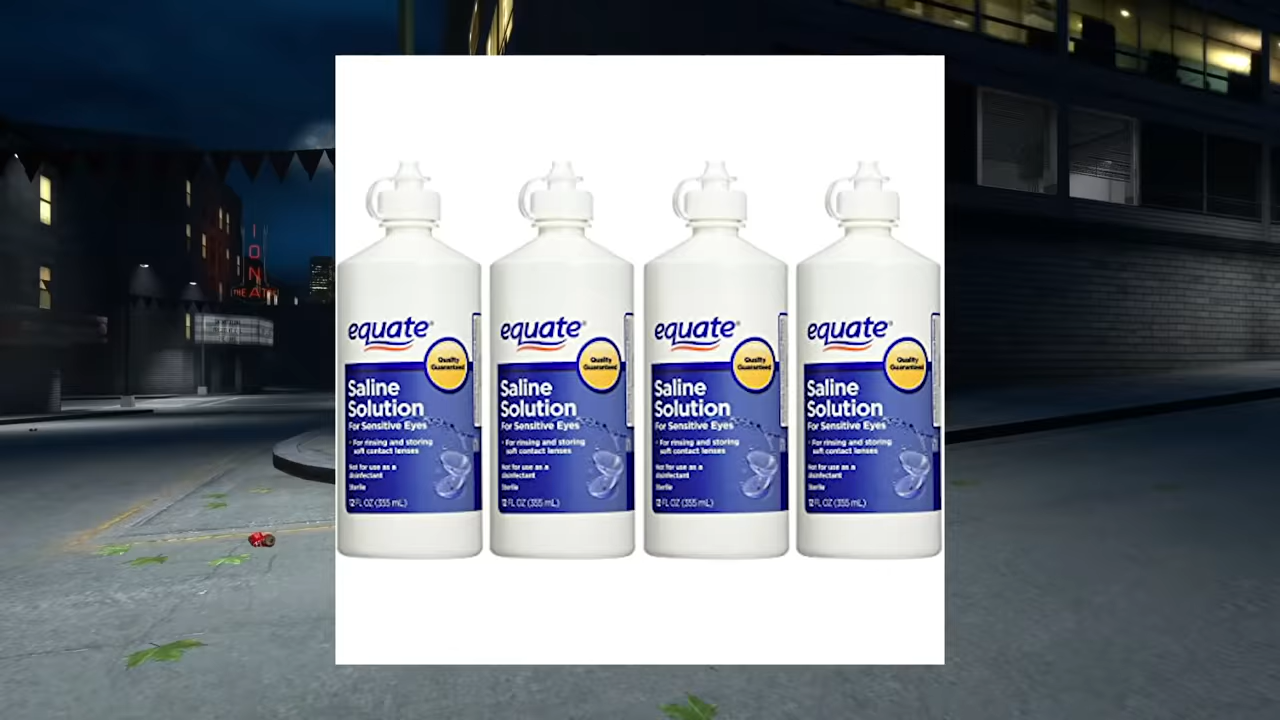 ION
THEATRE
equate®
Quality
Guaranteed
Saline
Solution
For Sensitive Eyes
• For rinsing and storing
soft contact lenses
Not for use as a
disinfectant
Sterile
12 FL OZ (355 mL)
equate®
Quality
Guaranteed
Saline
Solution
For Sensitive Eyes
• For rinsing and storing
soft contact lenses
Not for use as a
disinfectant
Sterile
12 FL OZ (355 mL)
equate®
Quality
Guaranteed
Saline
Solution
For Sensitive Eyes
• For rinsing and storing
soft contact lenses
Not for use as a
disinfectant
Sterile
12 FL OZ (355 mL)
equate®
Quality
Guaranteed
Saline
Solution
For Sensitive Eyes
• For rinsing and storing
soft contact lenses
Not for use as a
disinfectant
Sterile
12 FL OZ (355 mL)